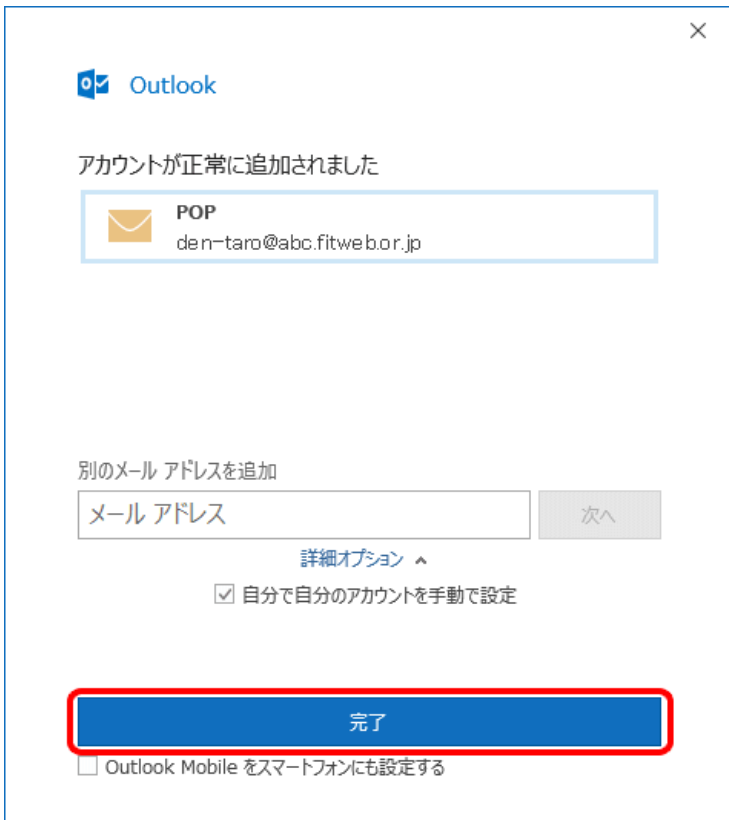 Outlook
アカウントが正常に追加されました
POP
den-taro@abc.fitweb.or.jp
別のメール アドレスを追加
メール アドレス
次へ
詳細オプション
自分で自分のアカウントを手動で設定
完了
Outlook Mobile をスマートフォンにも設定する